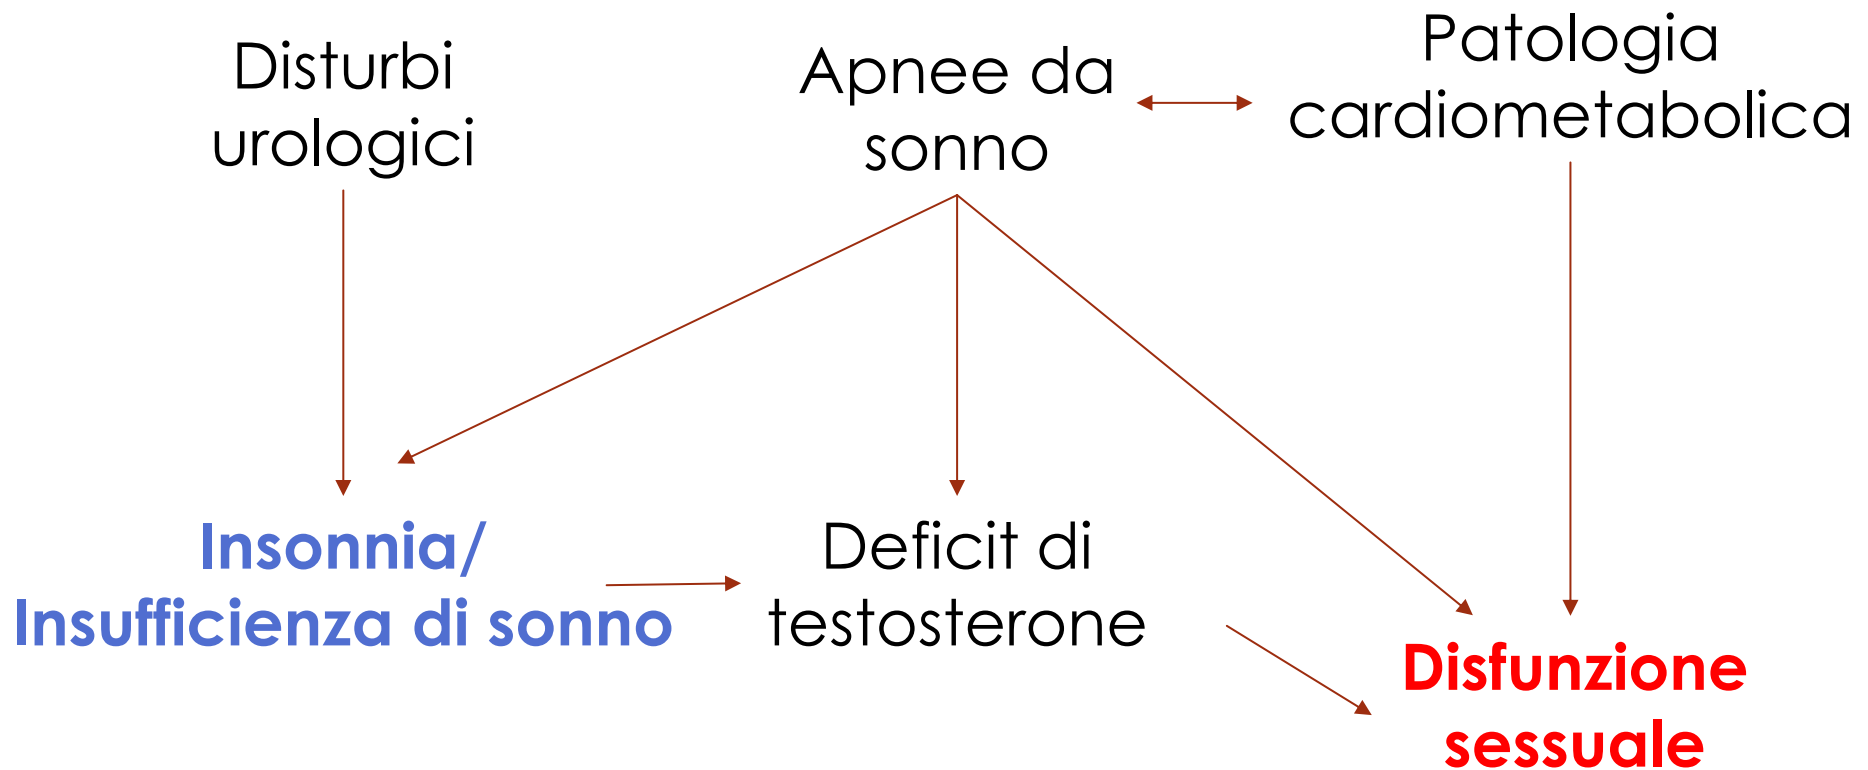 Disturbi
urologici
Apnee da
sonno
Patologia
cardiometabolica
Insonnia/
Insufficienza di sonno
Deficit di
testosterone
Disfunzione
sessuale